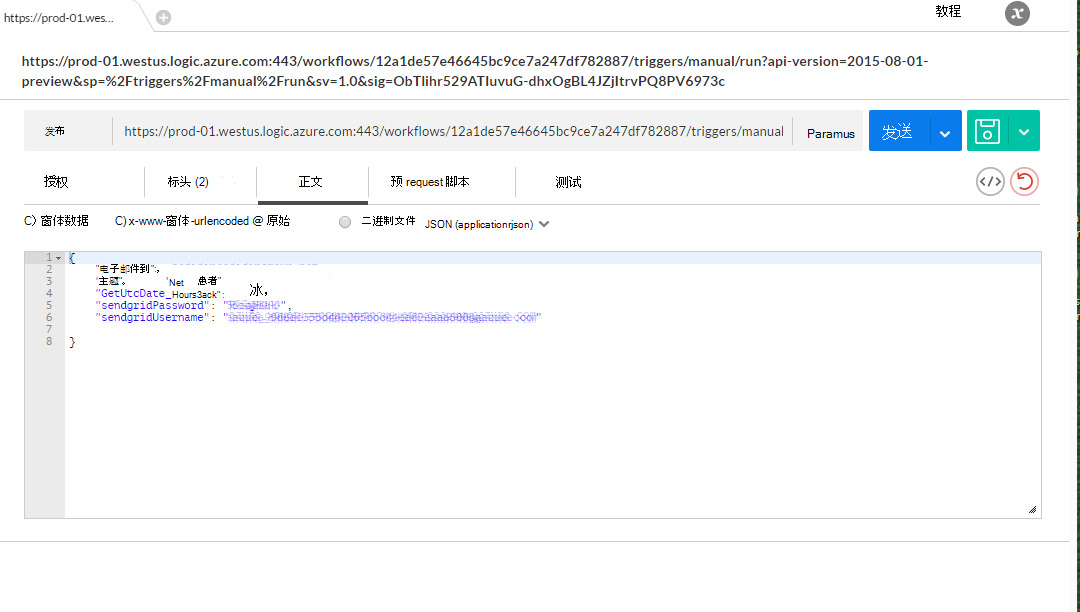 https://prod-01.wes...
教程
https://prod-01.westus.logic.azure.com:443/workflows/12a1de57e46645bc9ce7a247df782887/triggers/manual/run?api-version=2015-08-01-
preview&sp=%2Ftriggers%2Fmanual%2Frun&sv=1.0&sig=ObTlihr529ATIuvuG-dhxOgBL4JZjItrvPQ8PV6973c
发布 https://prod-01.westus.logic.azure.com:443/workflows/12a1de57e46645bc9ce7a247df782887/triggers/manual Paramus 发送
授权 标头 (2) 正文 预 request 脚本 测试
C) 窗体数据 C) x-www-窗体-urlencoded @ 原始 二进制文件 JSON (applicationrjson)
1 {
2 "电子邮件到":,
3 "主题"。 'Net 患者"
4 "GetUtcDate_Hours3ack": 冰，
5 "sendgridPassword": " ",
6 "sendgridUsername": " "
7
8 }